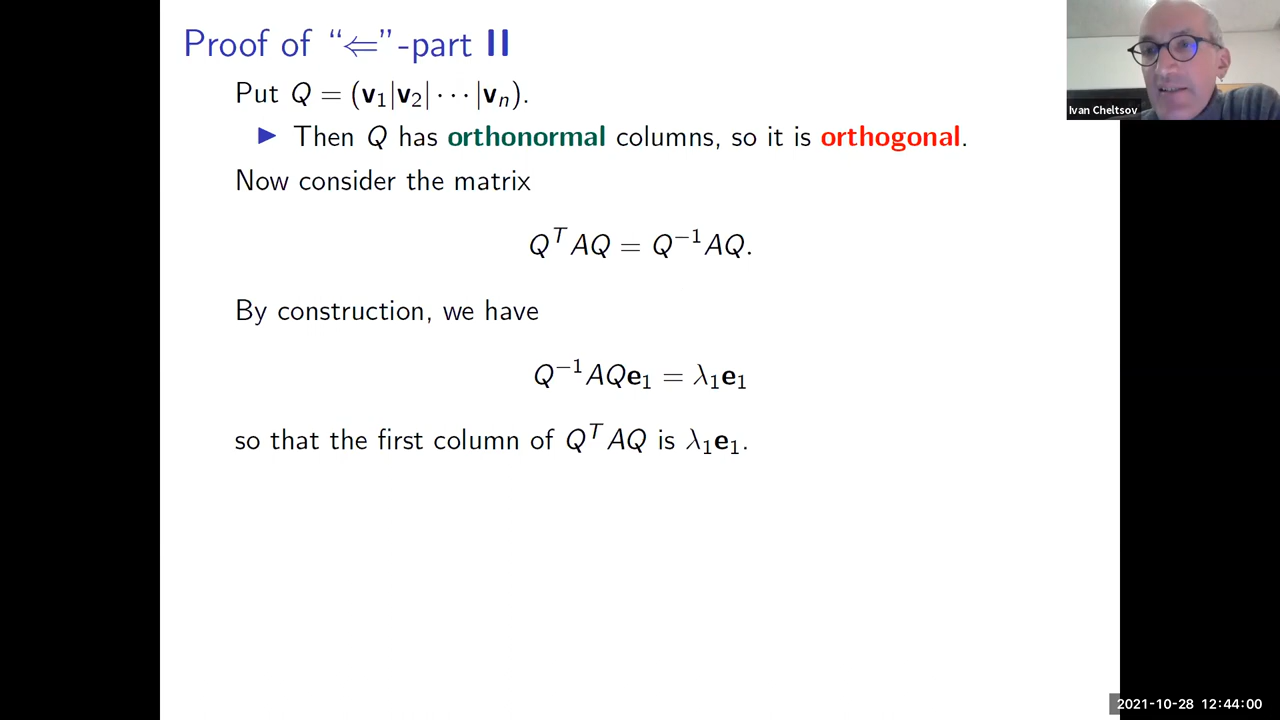 Proof of “⇐”-part II
Put Q = (v₁|v₂| ⋯ |vₙ).
▶ Then Q has orthonormal columns, so it is orthogonal.
Now consider the matrix
QᵀAQ = Q⁻¹AQ.
By construction, we have
Q⁻¹AQe₁ = λ₁e₁
so that the first column of QᵀAQ is λ₁e₁.
Ivan Cheltsov
2021-10-28 12:44:00